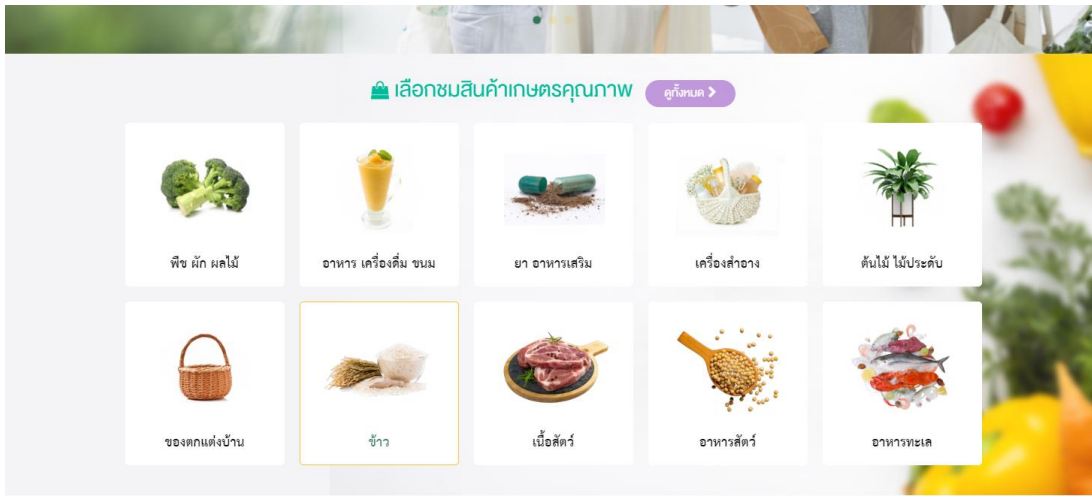 เลือกชมสินค้าเกษตรคุณภาพ ดูทั้งหมด
พืช ผัก ผลไม้
อาหาร เครื่องดื่ม ขนม
ยา อาหารเสริม
เครื่องสำอาง
ต้นไม้ ไม้ประดับ
ของตกแต่งบ้าน
ข้าว
เนื้อสัตว์
อาหารสัตว์
อาหารทะเล